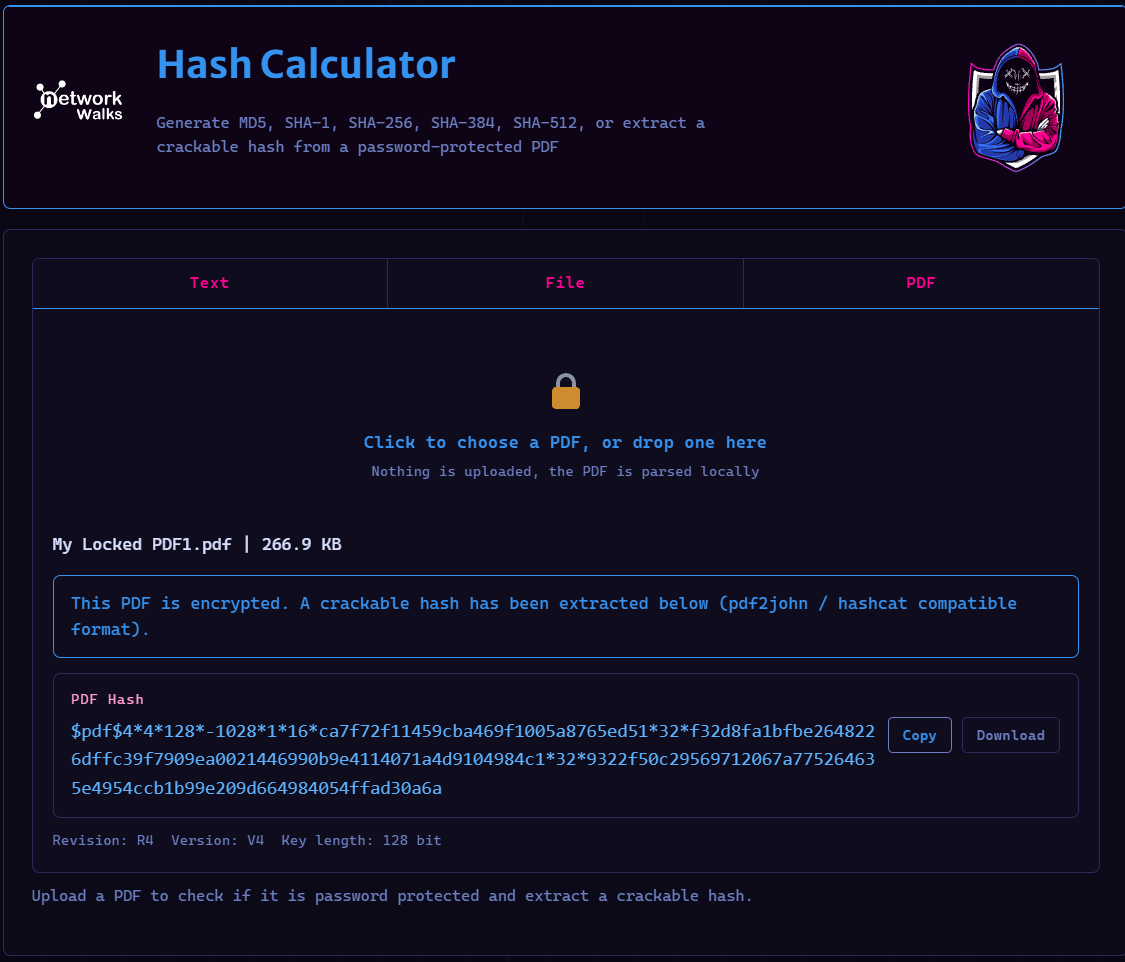 Hash Calculator
network
Walks
Generate MD5, SHA-1, SHA-256, SHA-384, SHA-512, or extract a
crackable hash from a password-protected PDF
Text
File
PDF
Click to choose a PDF, or drop one here
Nothing is uploaded, the PDF is parsed locally
My Locked PDF1.pdf | 266.9 KB
This PDF is encrypted. A crackable hash has been extracted below (pdf2john / hashcat compatible
format).
PDF Hash
$pdf$4*4*128*-1028*1*16*ca7f72f11459cba469f1005a8765ed51*32*f32d8fa1bfbe264822
6dffc39f7909ea0021446990b9e4114071a4d9104984c1*32*9322f50c29569712067a77526463
5e4954ccb1b99e209d664984054ffad30a6a
Copy
Download
Revision: R4 Version: V4 Key length: 128 bit
Upload a PDF to check if it is password protected and extract a crackable hash.